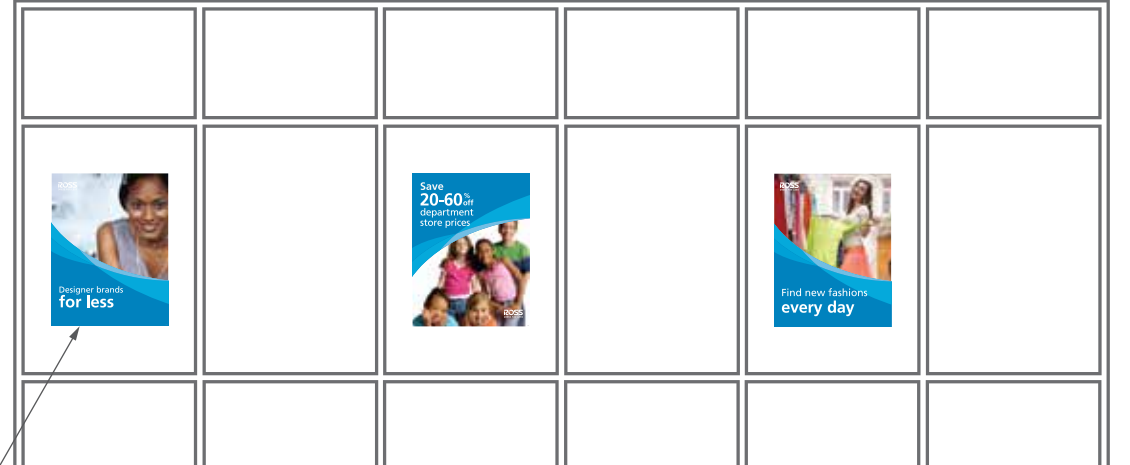 ROSS
Designer brands
for less
Save
20-60% off
department
store prices
ROSS
ROSS
Find new fashions
every day